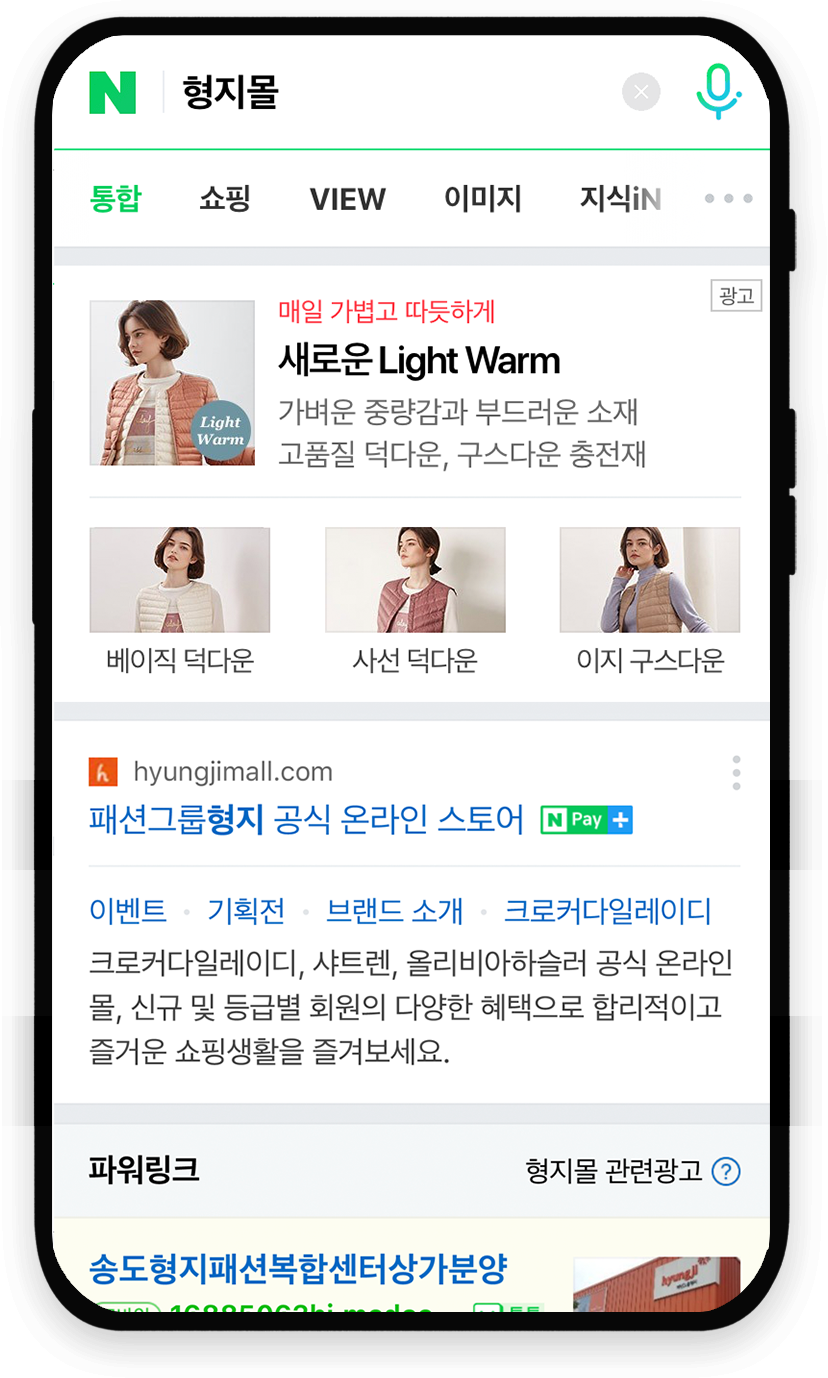 N 형지몰
통합 쇼핑 VIEW 이미지 지식iN
광고
매일 가볍고 따듯하게
새로운 Light Warm
가벼운 중량감과 부드러운 소재
고품질 덕다운, 구스다운 충전재
Light
Warm
베이직 덕다운 사선 덕다운 이지 구스다운
hyungjimall.com
패션그룹형지 공식 온라인 스토어 N Pay +
이벤트 · 기획전 · 브랜드 소개 · 크로커다일레이디
크로커다일레이디, 샤트렌, 올리비아하슬러 공식 온라인
몰, 신규 및 등급별 회원의 다양한 혜택으로 합리적이고
즐거운 쇼핑생활을 즐겨보세요.
파워링크 형지몰 관련광고 ?
송도형지패션복합센터상가분양
hyungji